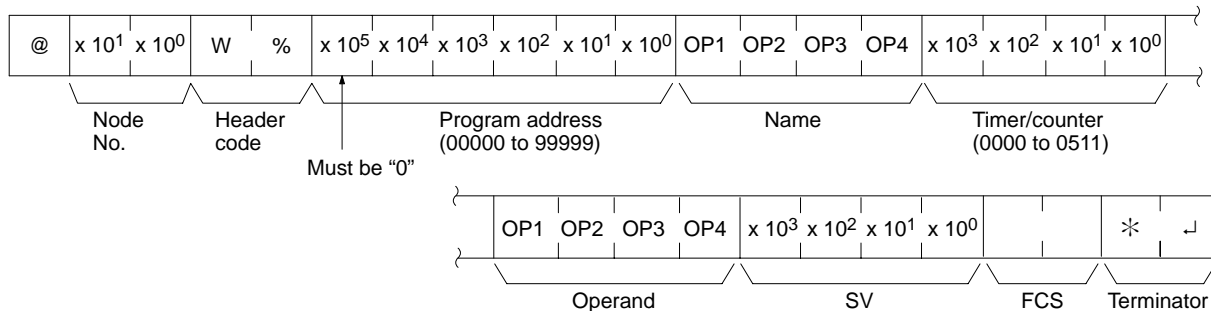 @ x 10¹ x 10⁰ W % x 10⁵ x 10⁴ x 10³ x 10² x 10¹ x 10⁰ OP1 OP2 OP3 OP4 x 10³ x 10² x 10¹ x 10⁰
Node No.
Header code
Program address
(00000 to 99999)
Name
Timer/counter
(0000 to 0511)
Must be “0”
OP1 OP2 OP3 OP4 x 10³ x 10² x 10¹ x 10⁰ * ↵
Operand SV FCS Terminator